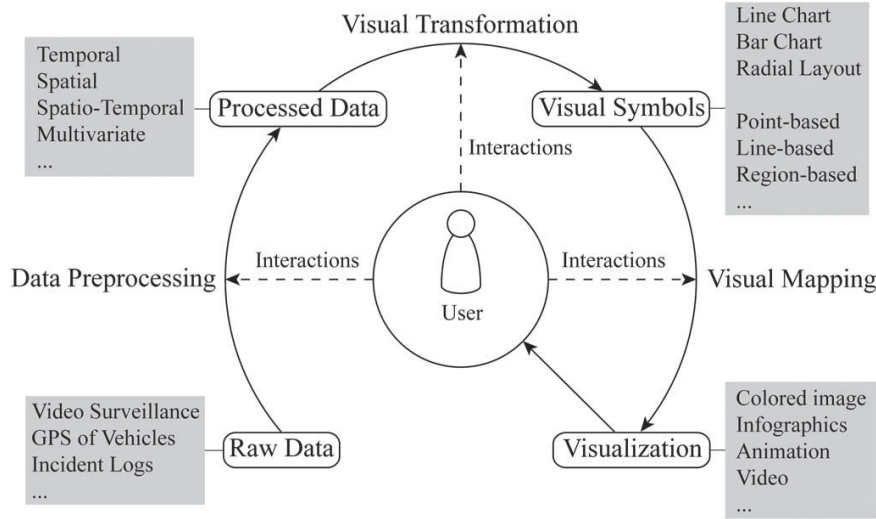 Visual Transformation
Temporal
Spatial
Spatio-Temporal
Multivariate
...
Processed Data
Visual Symbols
Line Chart
Bar Chart
Radial Layout
Point-based
Line-based
Region-based
...
Interactions
Data Preprocessing
Interactions
Interactions
Visual Mapping
User
Video Surveillance
GPS of Vehicles
Incident Logs
...
Raw Data
Visualization
Colored image
Infographics
Animation
Video
...